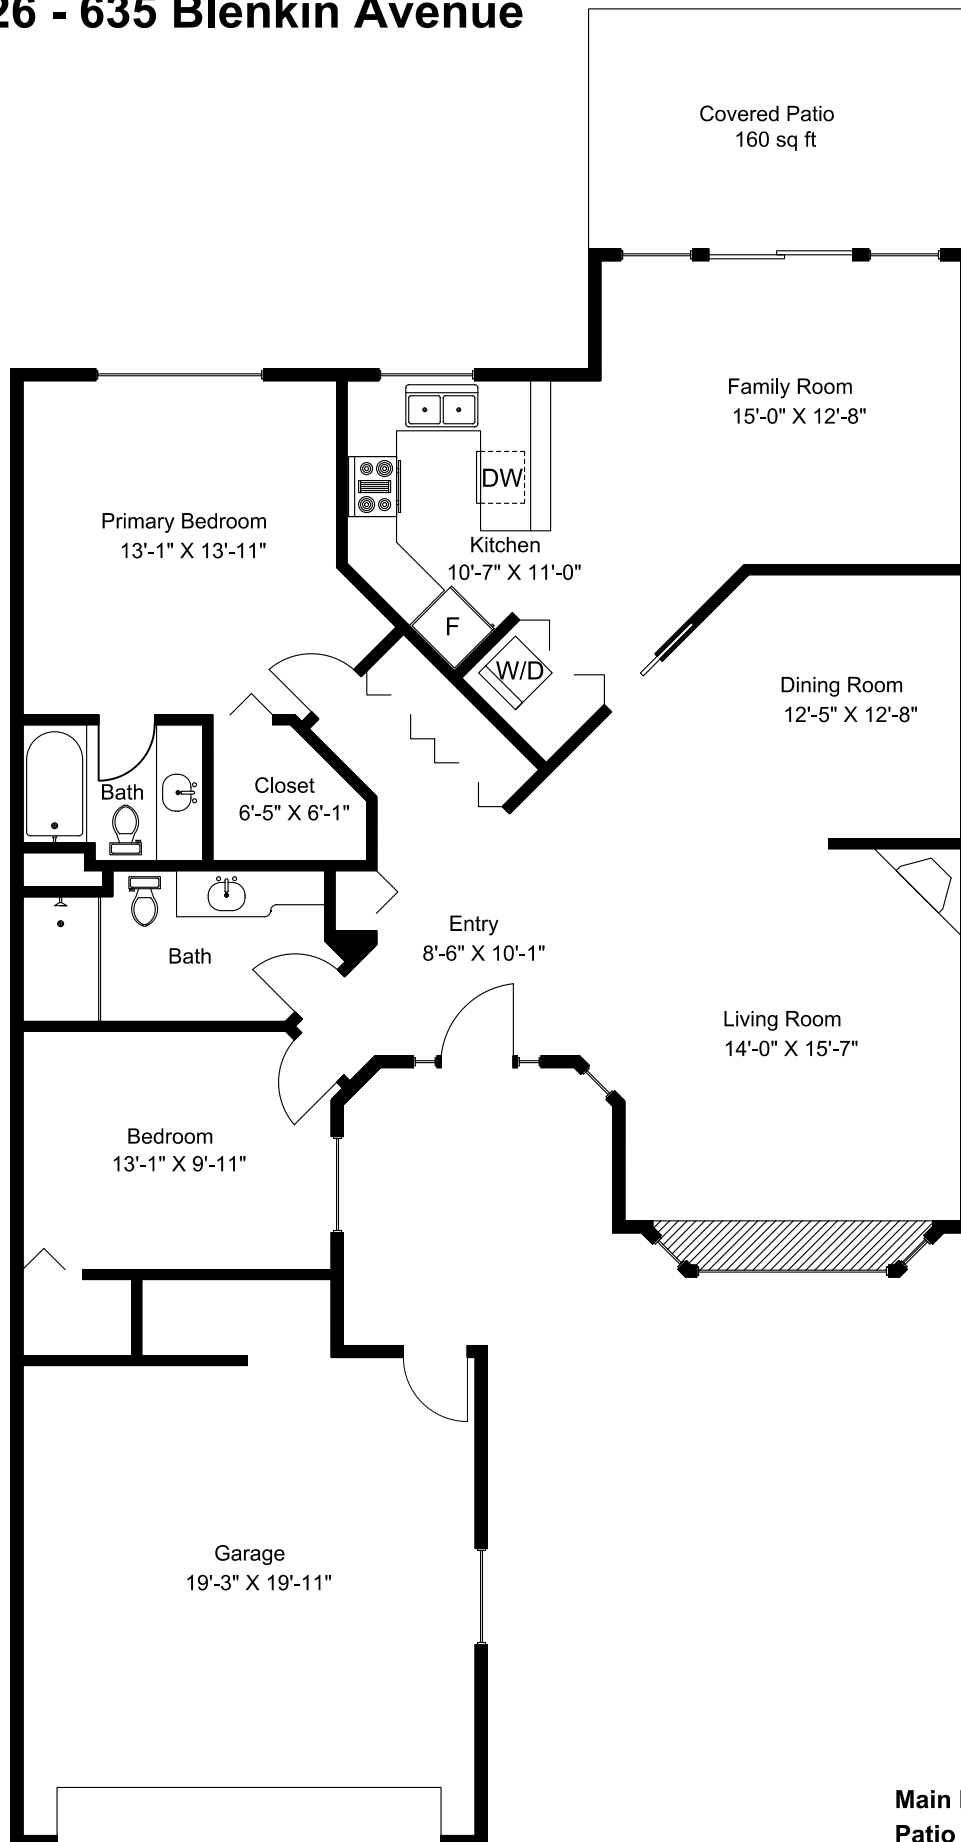 26 - 635 Blenkin Avenue
Covered Patio
160 sq ft
Family Room
15'-0" X 12'-8"
Primary Bedroom
13'-1" X 13'-11"
DW
Kitchen
10'-7" X 11'-0"
F
W/D
Dining Room
12'-5" X 12'-8"
Bath
Closet
6'-5" X 6'-1"
Entry
8'-6" X 10'-1"
Bath
Living Room
14'-0" X 15'-7"
Bedroom
13'-1" X 9'-11"
Garage
19'-3" X 19'-11"
Main
Patio